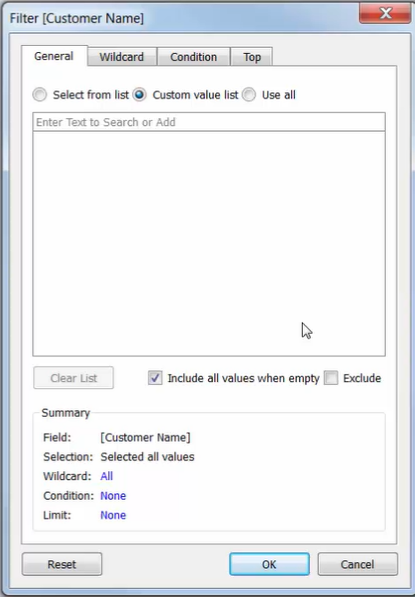 Filter [Customer Name]
General Wildcard Condition Top
Select from list Custom value list Use all
Enter Text to Search or Add
Clear List Include all values when empty Exclude
Summary
Field: [Customer Name]
Selection: Selected all values
Wildcard: All
Condition: None
Limit: None
Reset OK Cancel